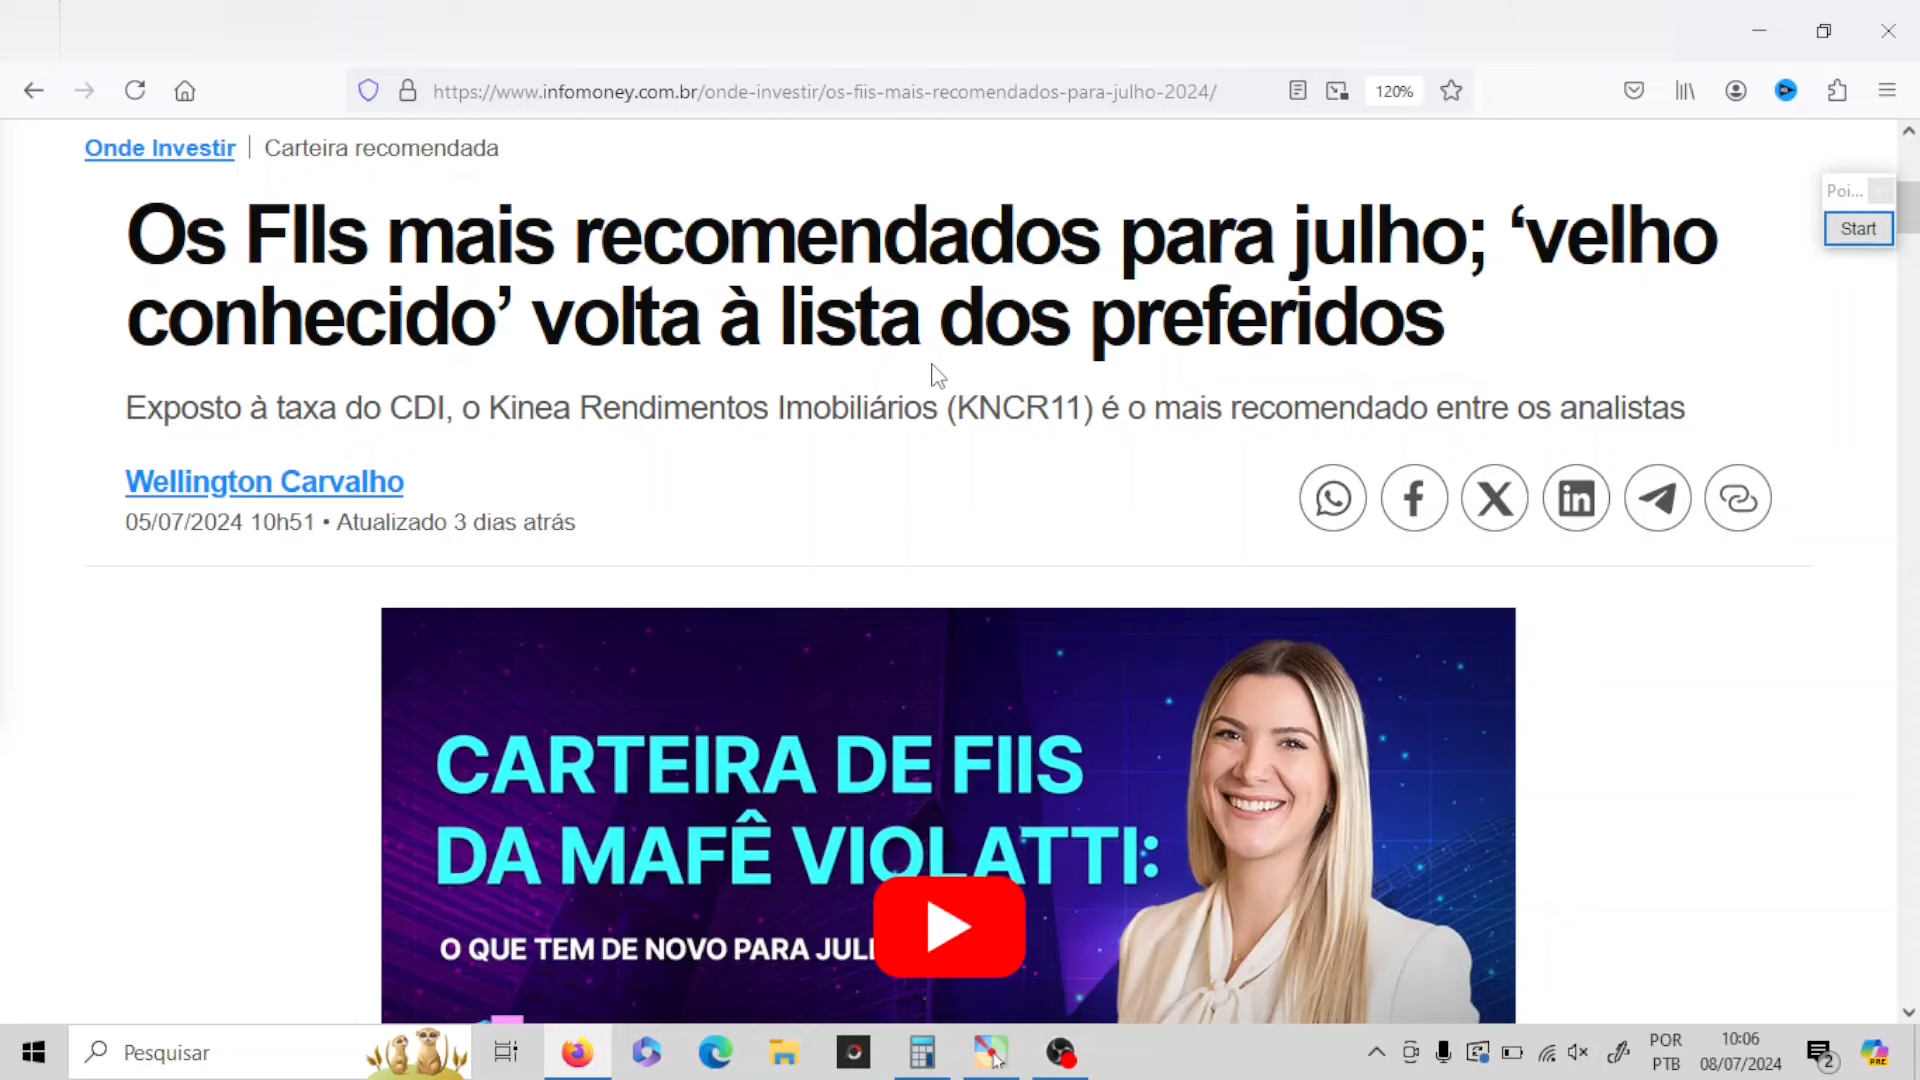 https://www.infomoney.com.br/onde-investir/os-fiis-mais-recomendados-para-julho-2024/
120%
Onde Investir | Carteira recomendada
Poi...
Start
Os FIIs mais recomendados para julho; ‘velho
conhecido’ volta à lista dos preferidos
Exposto à taxa do CDI, o Kinea Rendimentos Imobiliários (KNCR11) é o mais recomendado entre os analistas
Wellington Carvalho
05/07/2024 10h51 • Atualizado 3 dias atrás
CARTEIRA DE FIIS
DA MAFÊ VIOLATTI:
O QUE TEM DE NOVO PARA
Pesquisar
POR
PTB
10:06
08/07/2024
2
PRE